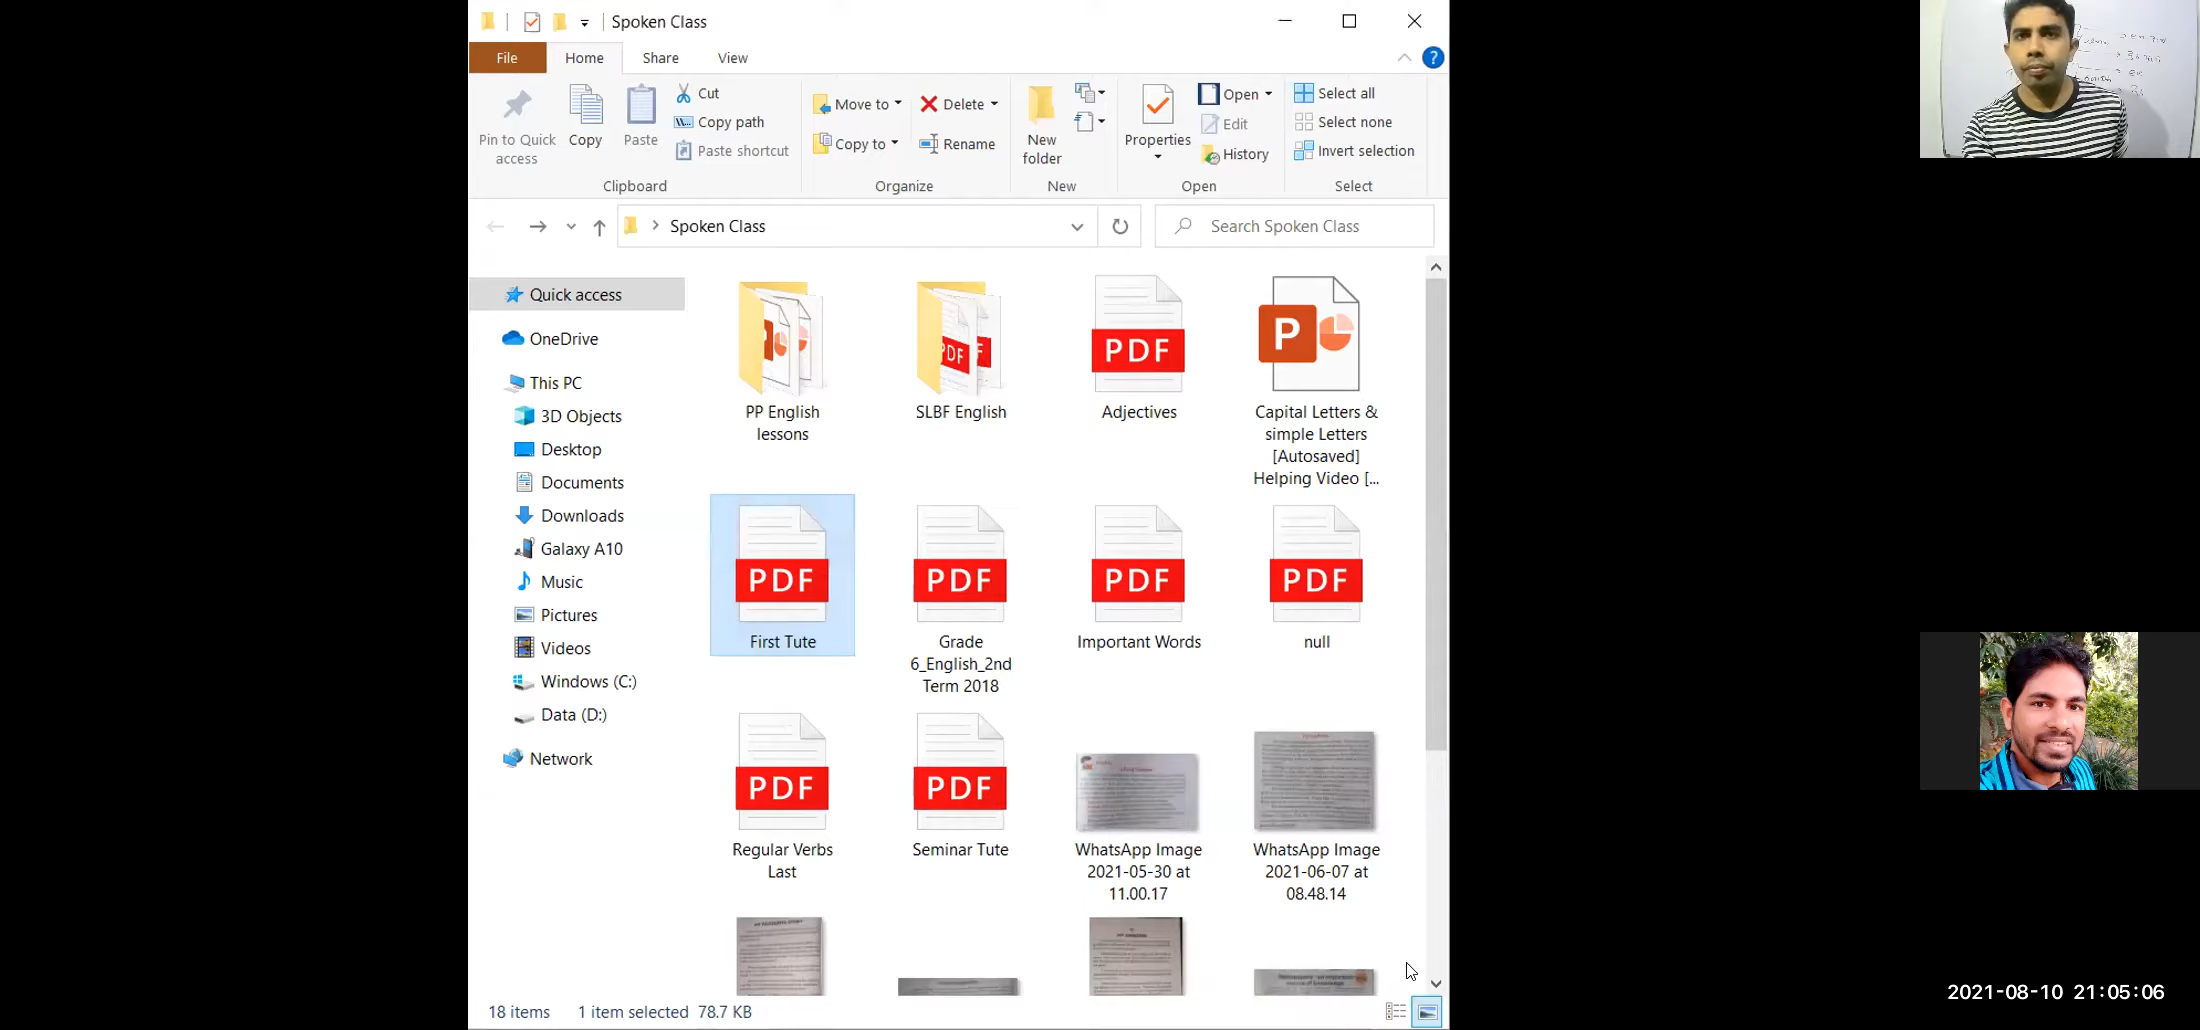 Spoken Class
File Home Share View
Pin to Quick access
Copy
Paste
Cut
Copy path
Paste shortcut
Clipboard
Move to
Copy to
Delete
Rename
Organize
New folder
New
Properties
Open
Edit
History
Open
Select all
Select none
Invert selection
Select
Spoken Class
Search Spoken Class
Quick access
OneDrive
This PC
3D Objects
Desktop
Documents
Downloads
Galaxy A10
Music
Pictures
Videos
Windows (C:)
Data (D:)
Network
P
PDF
PDF
P
PP English
lessons
SLBF English
Adjectives
Capital Letters &
simple Letters
[Autosaved]
Helping Video [...
PDF
PDF
PDF
PDF
First Tute
Grade
6_English_2nd
Term 2018
Important Words
null
PDF
PDF
Regular Verbs
Last
Seminar Tute
WhatsApp Image
2021-05-30 at
11.00.17
WhatsApp Image
2021-06-07 at
08.48.14
18 items 1 item selected 78.7 KB
2021-08-10 21:05:06